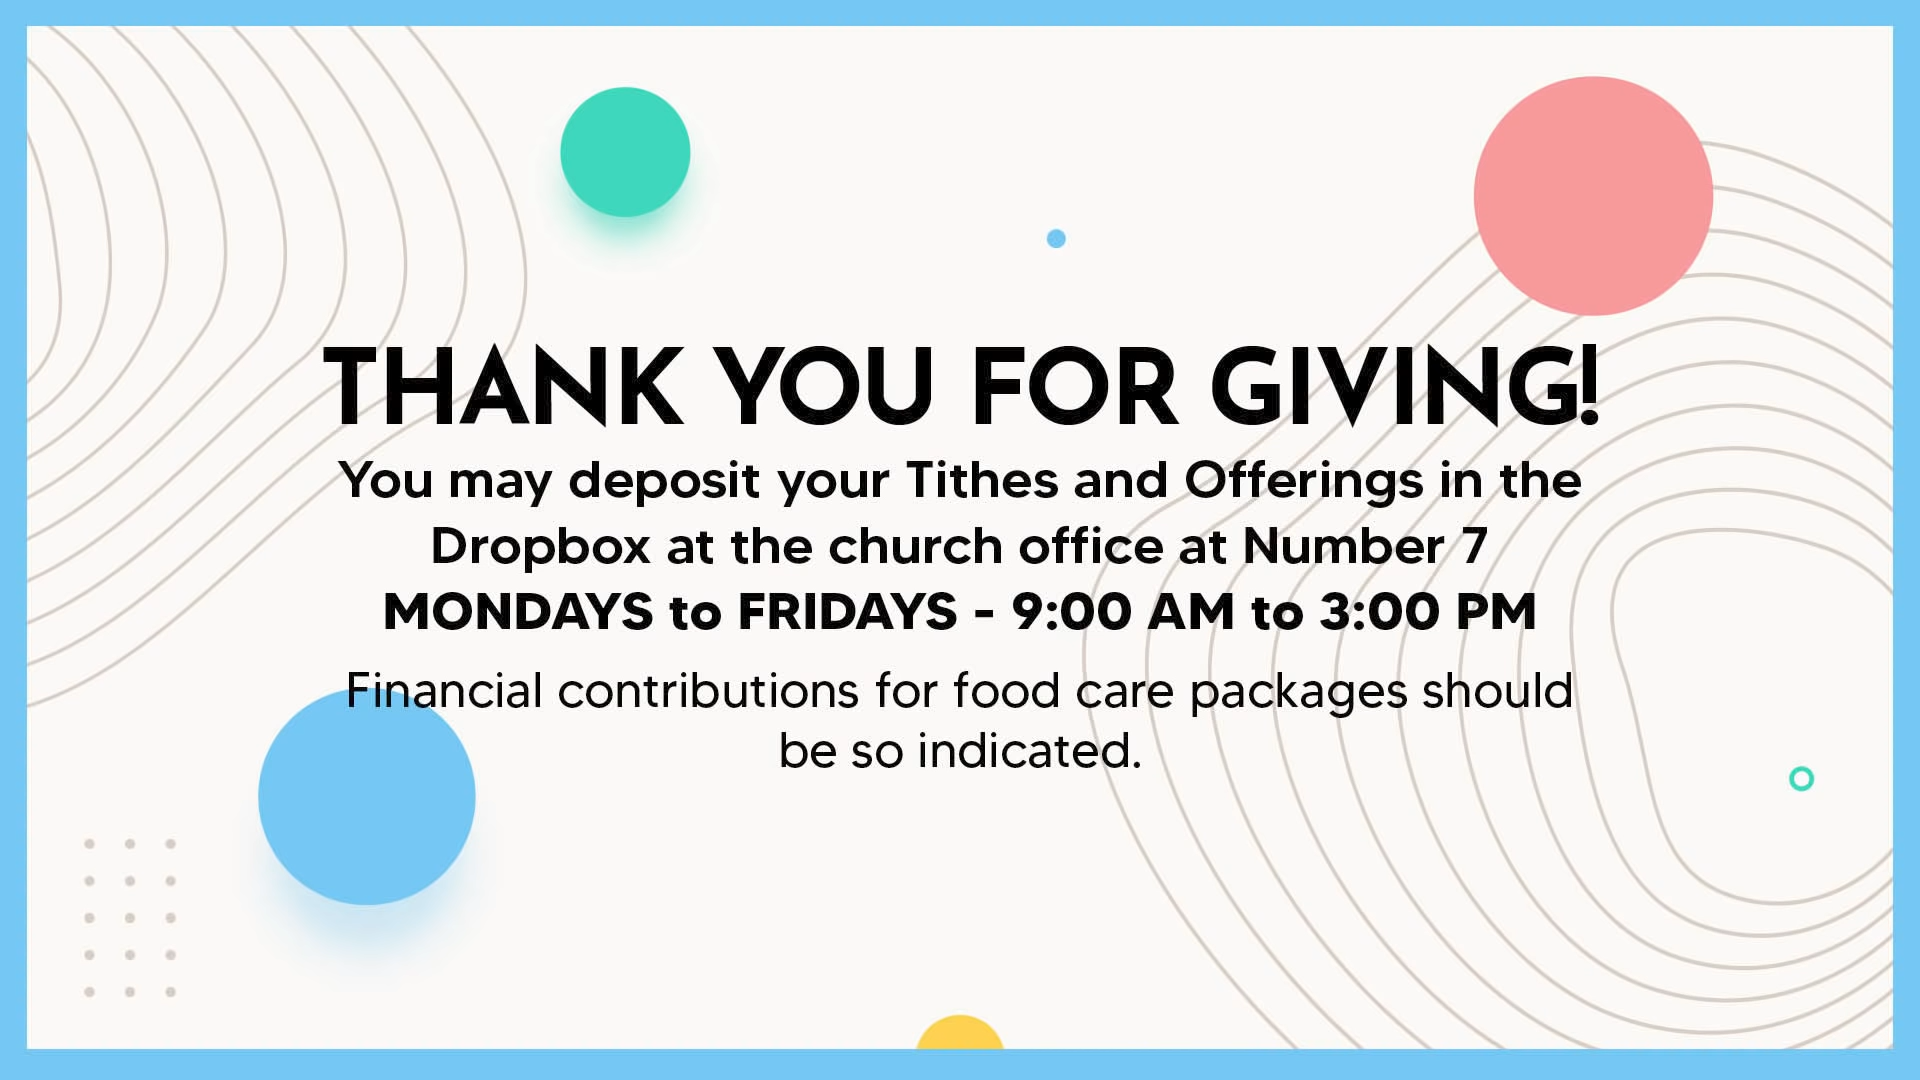 THANK YOU FOR GIVING!
You may deposit your Tithes and Offerings in the
Dropbox at the church office at Number 7
MONDAYS to FRIDAYS - 9:00 AM to 3:00 PM
Financial contributions for food care packages should
be so indicated.